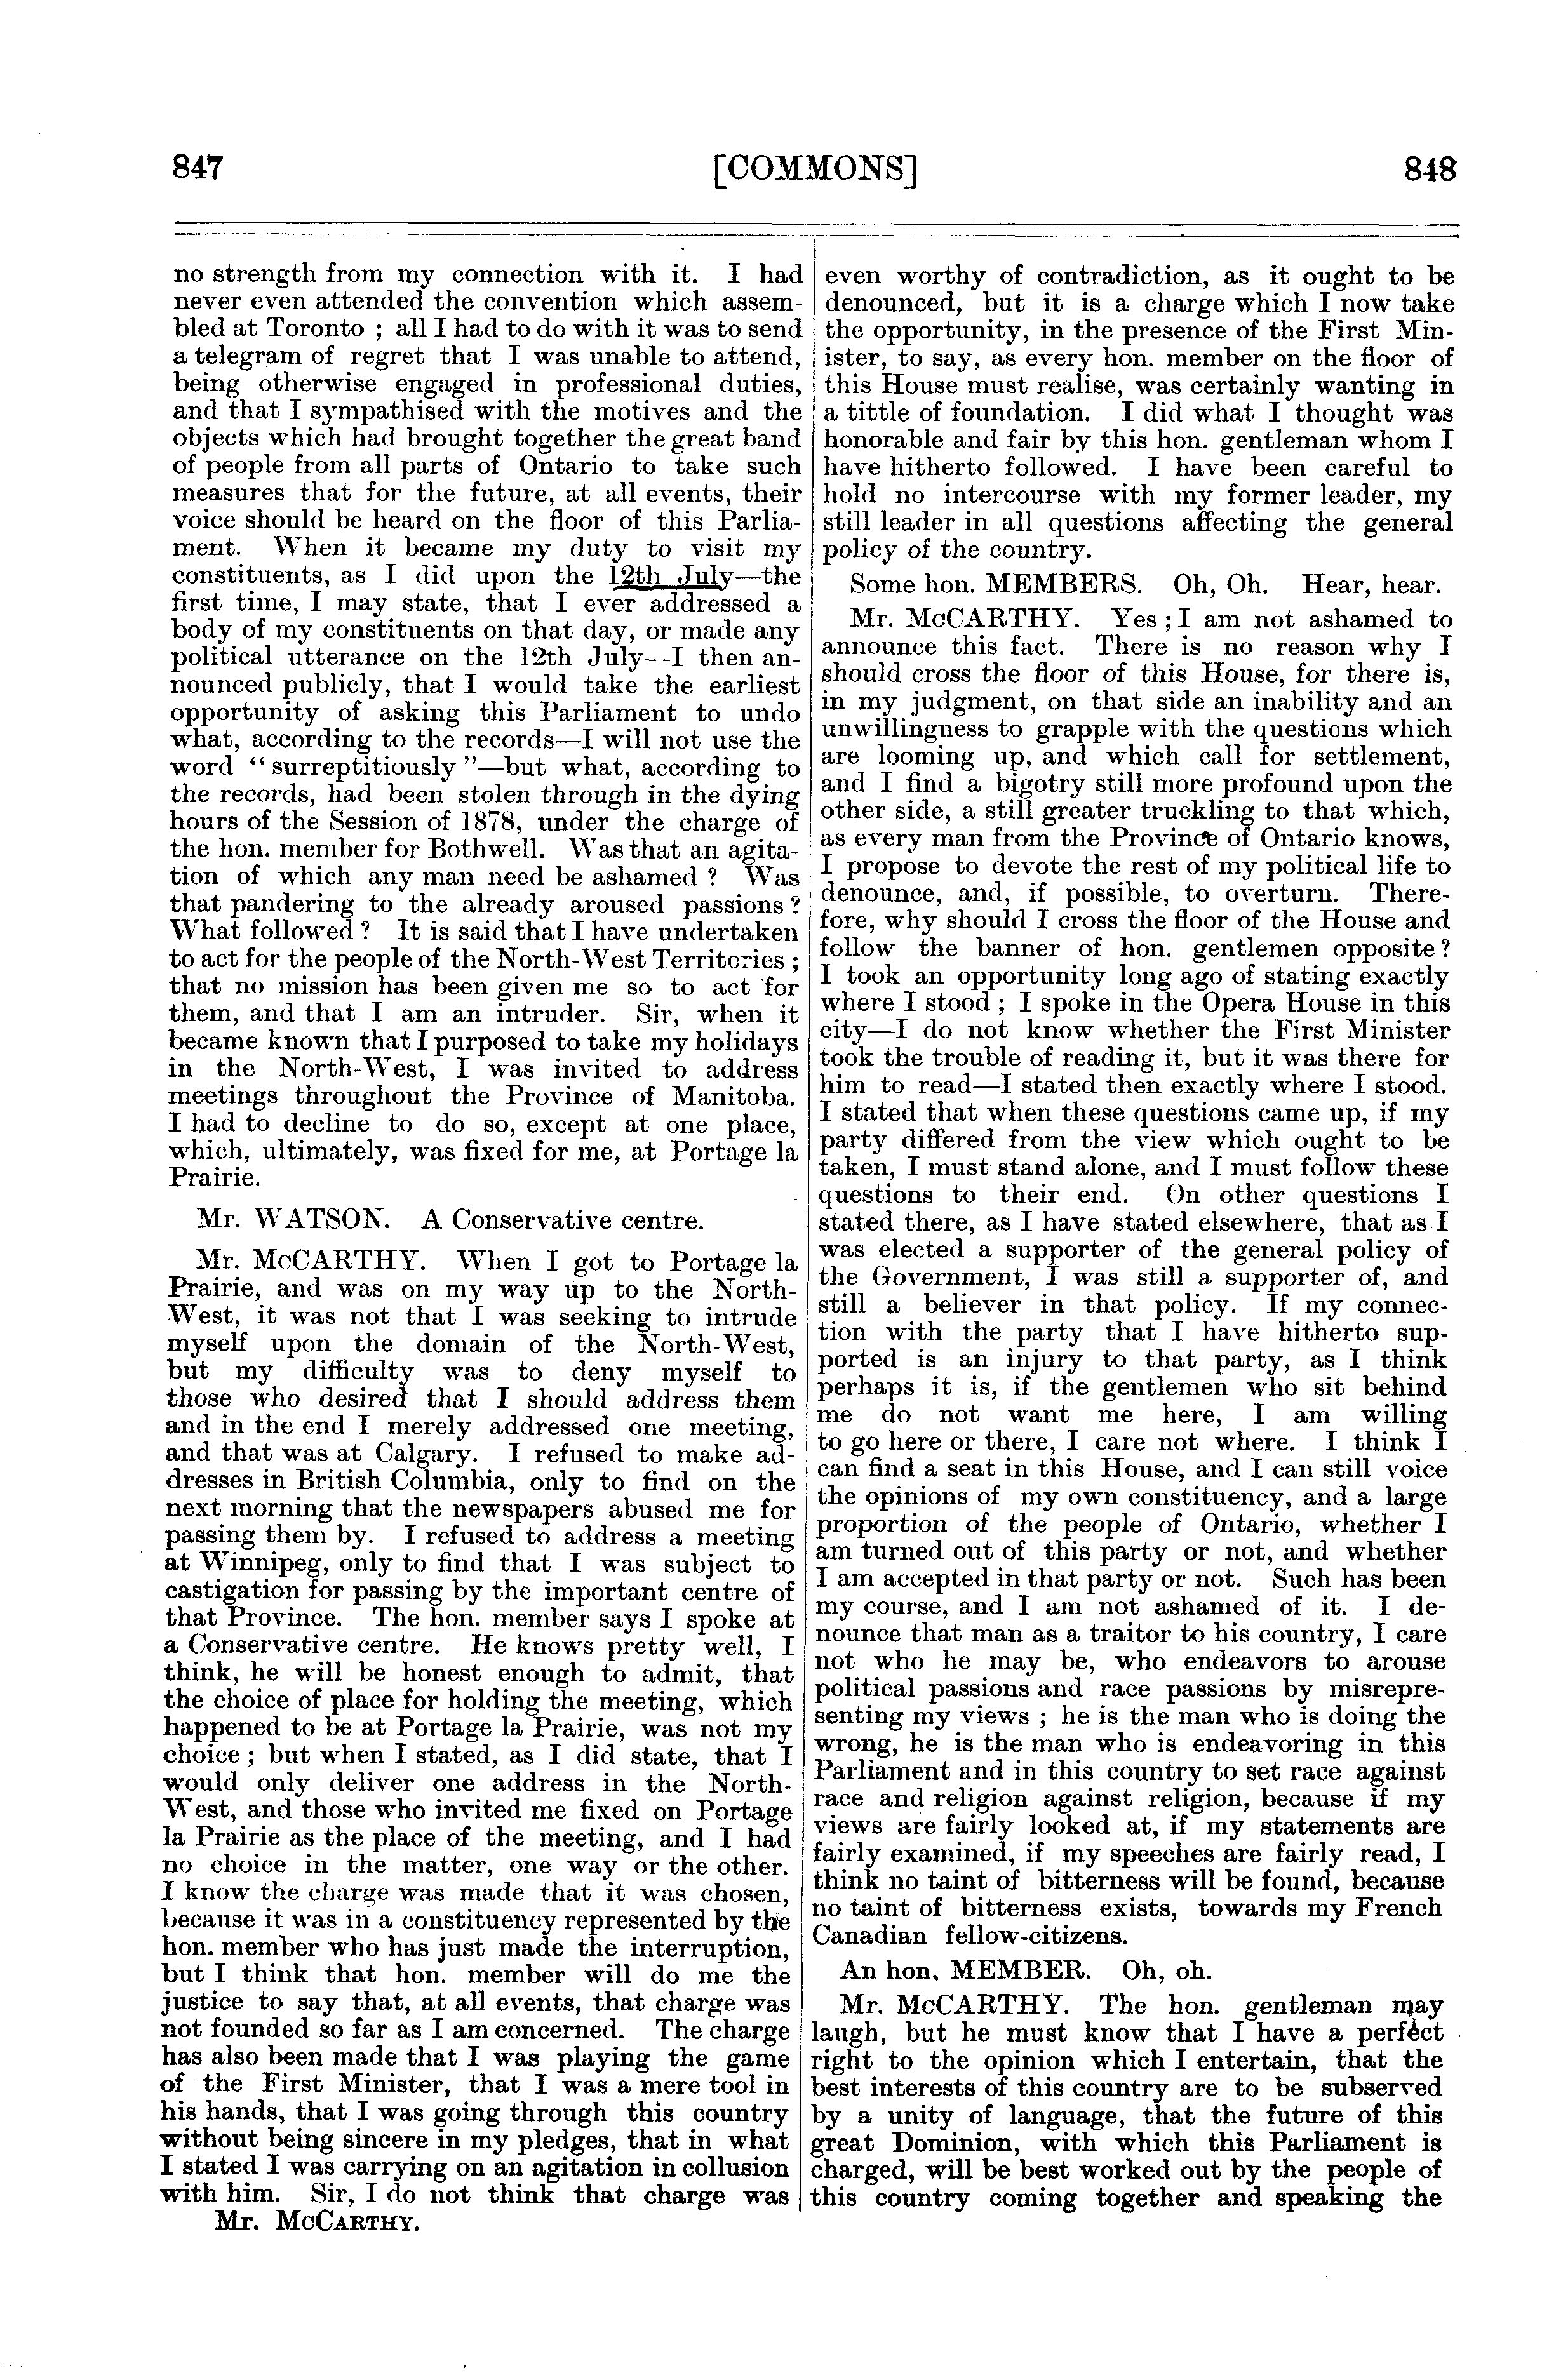 847
[COMMONS]
848
no strength from my connection with it. I had
never even attended the convention which assem-
bled at Toronto ; all I had to do with it was to send
a telegram of regret that I was unable to attend,
being otherwise engaged in professional duties,
and that I sympathised with the motives and the
objects which had brought together the great band
of people from all parts of Ontario to take such
measures that for the future, at all events, their
voice should be heard on the floor of this Parlia-
ment. When it became my duty to visit my
constituents, as I did upon the 12th July—the
first time, I may state, that I ever addressed a
body of my constituents on that day, or made any
political utterance on the 12th July--I then an-
nounced publicly, that I would take the earliest
opportunity of asking this Parliament to undo
what, according to the records—I will not use the
word “ surreptitiously ”—but what, according to
the records, had been stolen through in the dying
hours of the Session of 1878, under the charge of
the hon. member for Bothwell. Was that an agita-
tion of which any man need be ashamed ? Was
that pandering to the already aroused passions ?
What followed ? It is said that I have undertaken
to act for the people of the North-West Territories ;
that no mission has been given me so to act for
them, and that I am an intruder. Sir, when it
became known that I purposed to take my holidays
in the North-West, I was invited to address
meetings throughout the Province of Manitoba.
I had to decline to do so, except at one place,
which, ultimately, was fixed for me, at Portage la
Prairie.
Mr. WATSON. A Conservative centre.
Mr. McCARTHY. When I got to Portage la
Prairie, and was on my way up to the North-
West, it was not that I was seeking to intrude
myself upon the domain of the North-West,
but my difficulty was to deny myself to
those who desired that I should address them
and in the end I merely addressed one meeting,
and that was at Calgary. I refused to make ad-
dresses in British Columbia, only to find on the
next morning that the newspapers abused me for
passing them by. I refused to address a meeting
at Winnipeg, only to find that I was subject to
castigation for passing by the important centre of
that Province. The hon. member says I spoke at
a Conservative centre. He knows pretty well, I
think, he will be honest enough to admit, that
the choice of place for holding the meeting, which
happened to be at Portage la Prairie, was not my
choice ; but when I stated, as I did state, that I
would only deliver one address in the North-
West, and those who invited me fixed on Portage
la Prairie as the place of the meeting, and I had
no choice in the matter, one way or the other.
I know the charge was made that it was chosen,
because it was in a constituency represented by the
hon. member who has just made the interruption,
but I think that hon. member will do me the
justice to say that, at all events, that charge was
not founded so far as I am concerned. The charge
has also been made that I was playing the game
of the First Minister, that I was a mere tool in
his hands, that I was going through this country
without being sincere in my pledges, that in what
I stated I was carrying on an agitation in collusion
with him. Sir, I do not think that charge was
Mr. McCARTHY.
even worthy of contradiction, as it ought to be
denounced, but it is a charge which I now take
the opportunity, in the presence of the First Min-
ister, to say, as every hon. member on the floor of
this House must realise, was certainly wanting in
a tittle of foundation. I did what I thought was
honorable and fair by this hon. gentleman whom I
have hitherto followed. I have been careful to
hold no intercourse with my former leader, my
still leader in all questions affecting the general
policy of the country.
Some hon. MEMBERS. Oh, Oh. Hear, hear.
Mr. McCARTHY. Yes ; I am not ashamed to
announce this fact. There is no reason why I
should cross the floor of this House, for there is,
in my judgment, on that side an inability and an
unwillingness to grapple with the questions which
are looming up, and which call for settlement,
and I find a bigotry still more profound upon the
other side, a still greater truckling to that which,
as every man from the Province of Ontario knows,
I propose to devote the rest of my political life to
denounce, and, if possible, to overturn. There-
fore, why should I cross the floor of the House and
follow the banner of hon. gentlemen opposite ?
I took an opportunity long ago of stating exactly
where I stood ; I spoke in the Opera House in this
city—I do not know whether the First Minister
took the trouble of reading it, but it was there for
him to read—I stated then exactly where I stood.
I stated that when these questions came up, if my
party differed from the view which ought to be
taken, I must stand alone, and I must follow these
questions to their end. On other questions I
stated there, as I have stated elsewhere, that as I
was elected a supporter of the general policy of
the Government, I was still a supporter of, and
still a believer in that policy. If my connec-
tion with the party that I have hitherto sup-
ported is an injury to that party, as I think
perhaps it is, if the gentlemen who sit behind
me do not want me here, I am willing
to go here or there, I care not where. I think I
can find a seat in this House, and I can still voice
the opinions of my own constituency, and a large
proportion of the people of Ontario, whether I
am turned out of this party or not, and whether
I am accepted in that party or not. Such has been
my course, and I am not ashamed of it. I de-
nounce that man as a traitor to his country, I care
not who he may be, who endeavors to arouse
political passions and race passions by misrepre-
senting my views ; he is the man who is doing the
wrong, he is the man who is endeavoring in this
Parliament and in this country to set race against
race and religion against religion, because if my
views are fairly looked at, if my statements are
fairly examined, if my speeches are fairly read, I
think no taint of bitterness will be found, because
no taint of bitterness exists, towards my French
Canadian fellow-citizens.
An hon. MEMBER. Oh, oh.
Mr. McCARTHY. The hon. gentleman may
laugh, but he must know that I have a perfect
right to the opinion which I entertain, that the
best interests of this country are to be subserved
by a unity of language, that the future of this
great Dominion, with which this Parliament is
charged, will be best worked out by the people of
this country coming together and speaking the